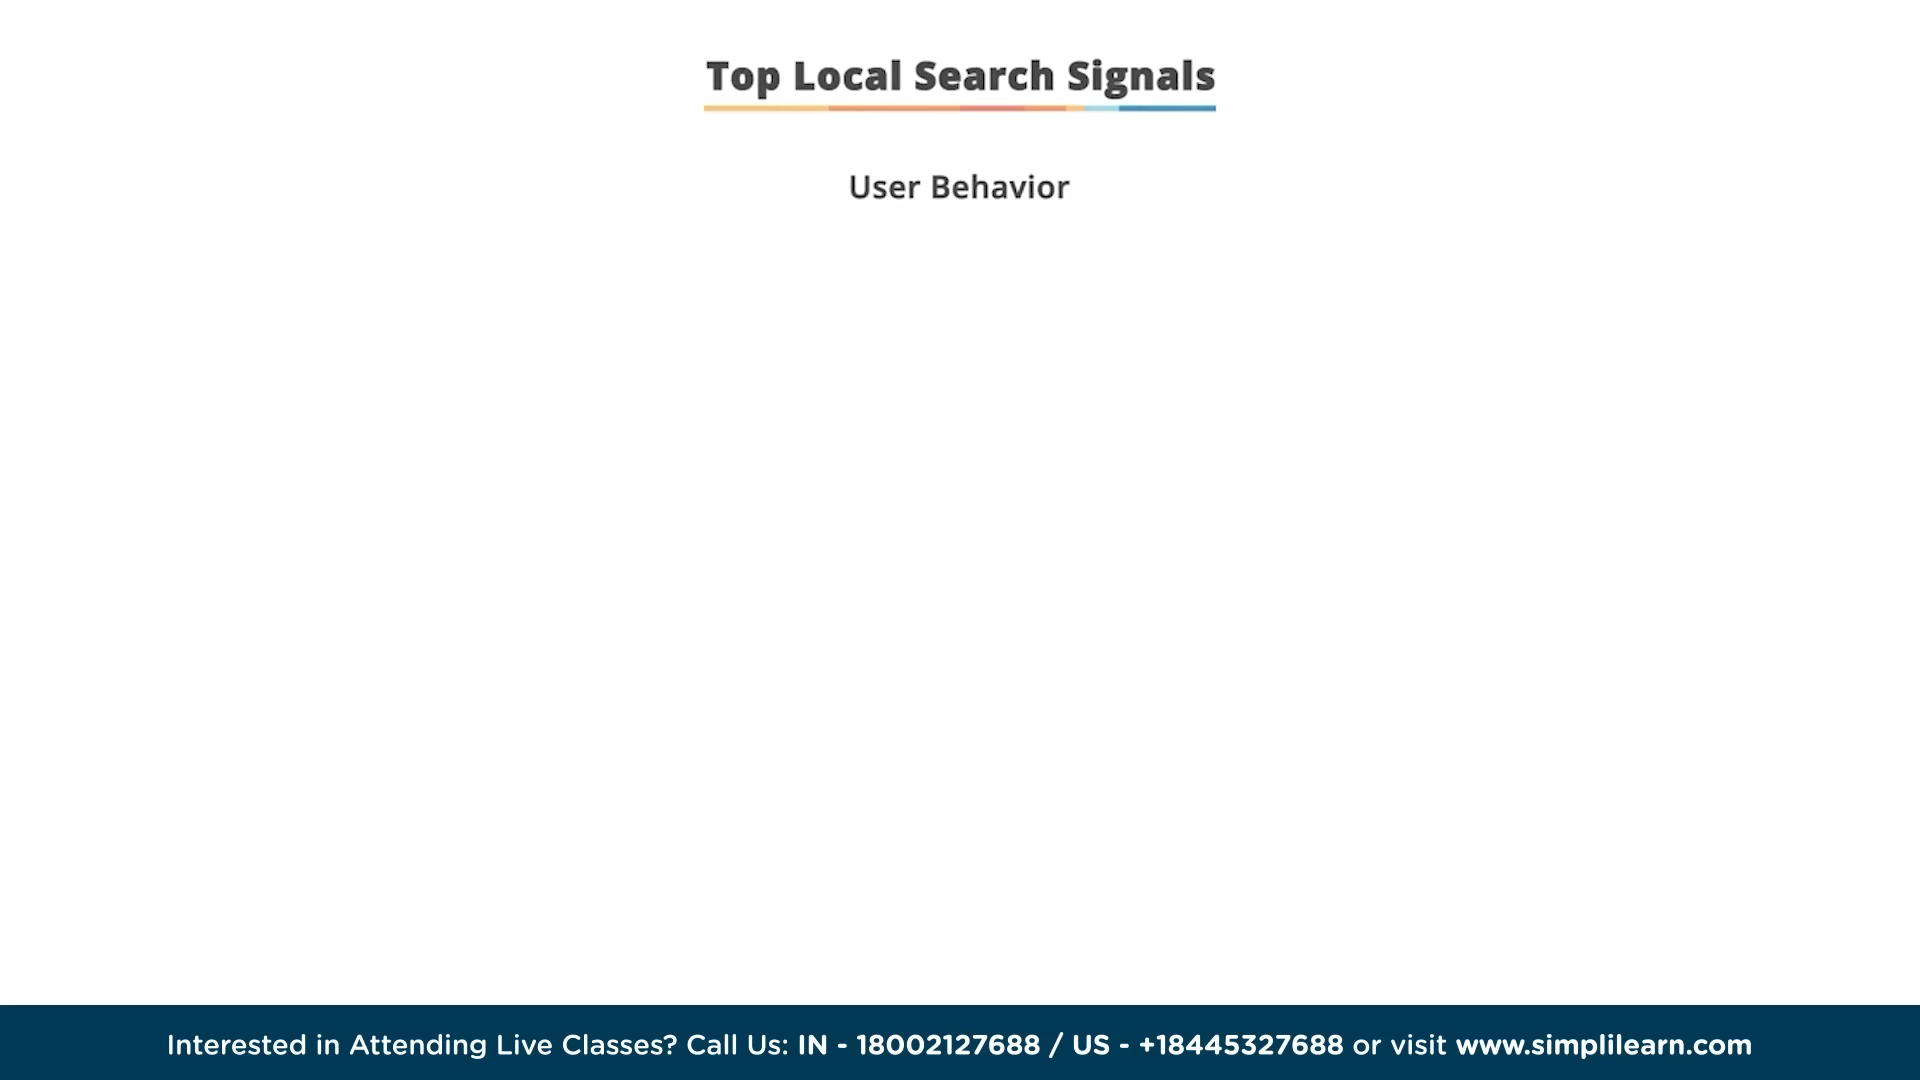 Top Local Search Signals
User Behavior
Interested in Attending Live Classes? Call Us: IN - 18002127688 / US - +18445327688 or visit www.simplilearn.com